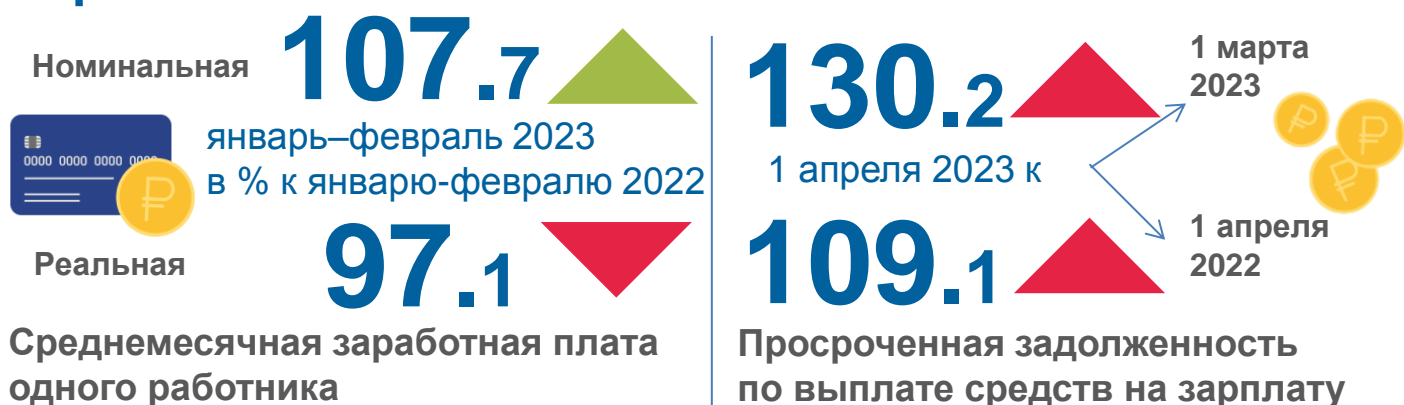 Номинальная
107.7
0000 0000 0000 0000
январь–февраль 2023
в % к январю-февралю 2022
Реальная
97.1
Среднемесячная заработная плата
одного работника
130.2
1 марта
2023
1 апреля 2023 к
109.1
1 апреля
2022
Просроченная задолженность
по выплате средств на зарплату